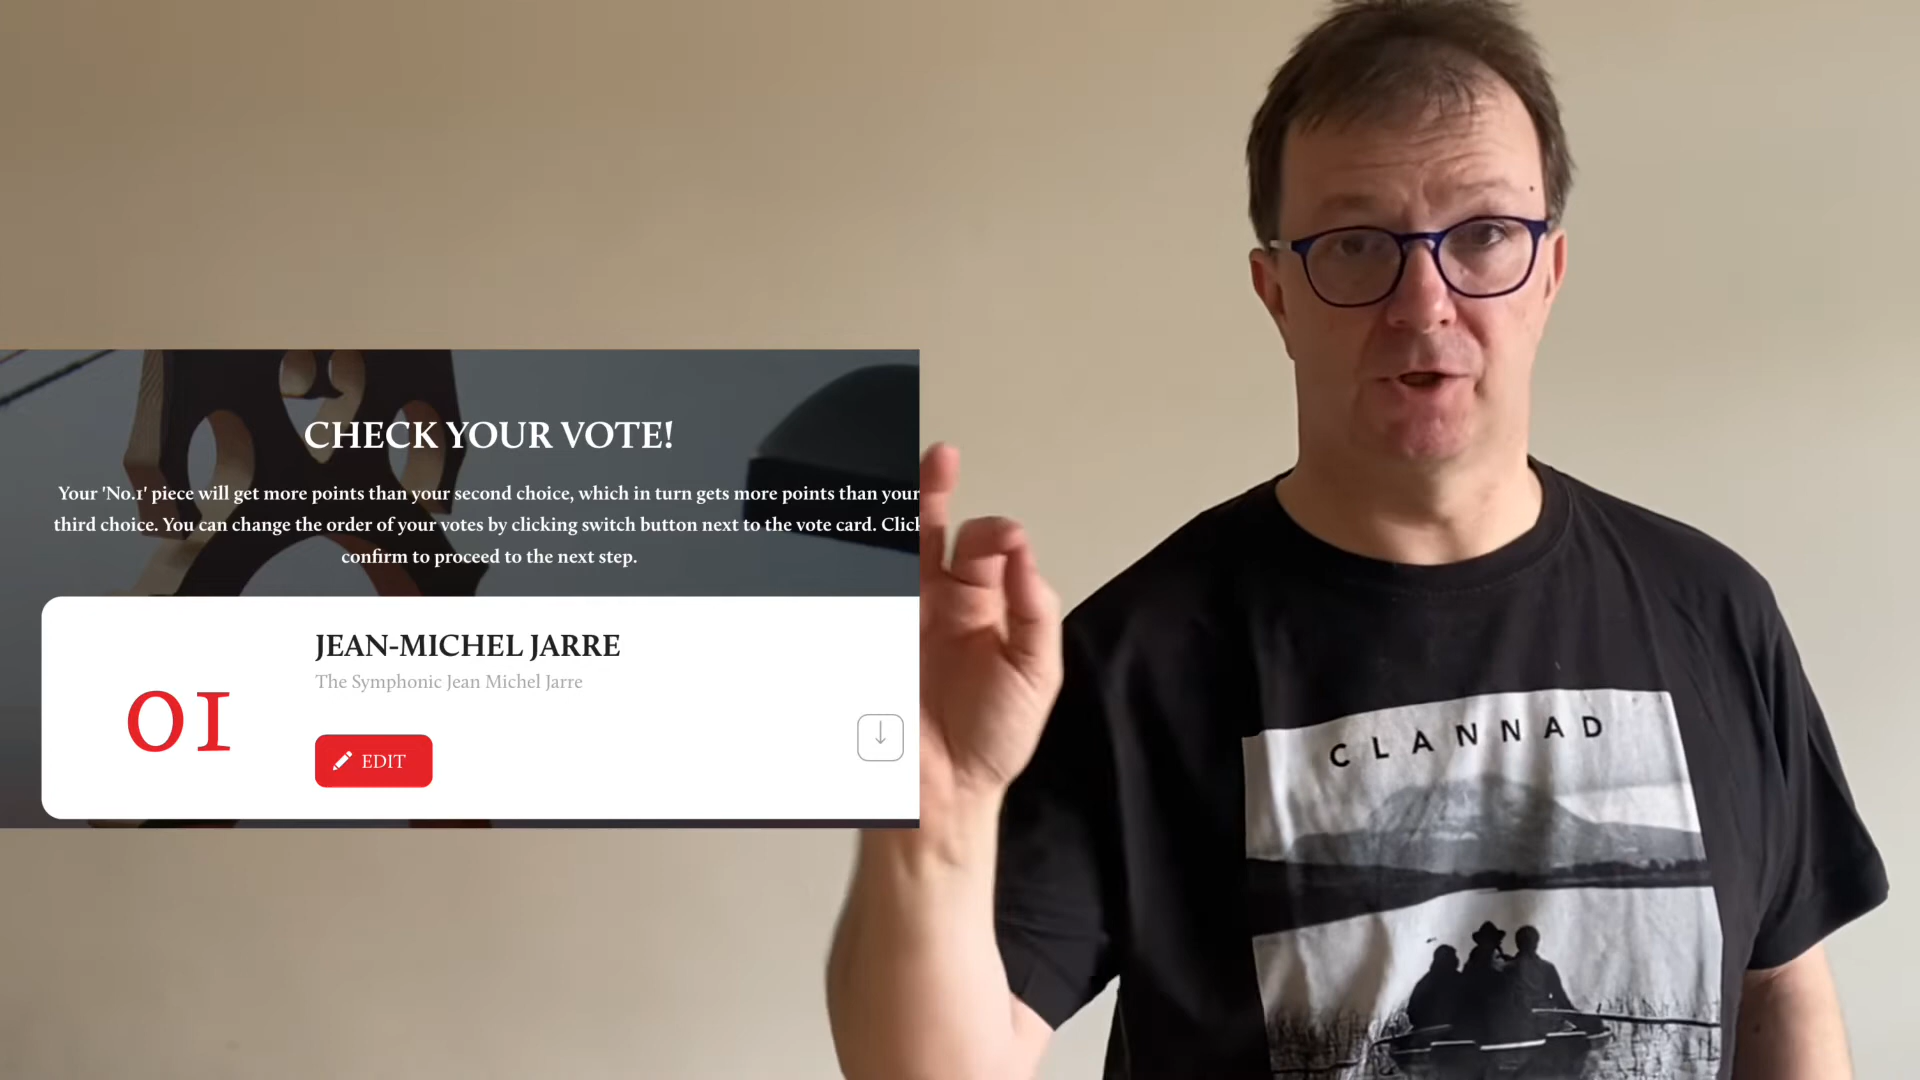 CHECK YOUR VOTE!
Your 'No.1' piece will get more points than your second choice, which in turn gets more points than your
third choice. You can change the order of your votes by clicking switch button next to the vote card. Click
confirm to proceed to the next step.
01
JEAN-MICHEL JARRE
The Symphonic Jean Michel Jarre
EDIT
CLANNAD